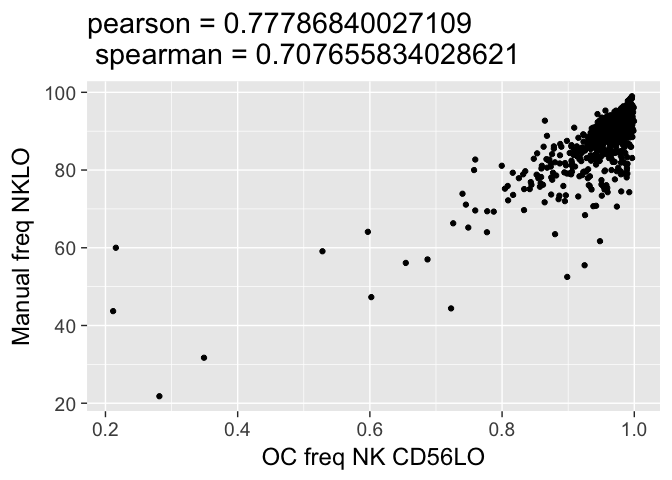 pearson = 0.77786840027109
spearman = 0.707655834028621
100
80
60
40
20
Manual freq NKLO
0.2 0.4 0.6 0.8 1.0
OC freq NK CD56LO